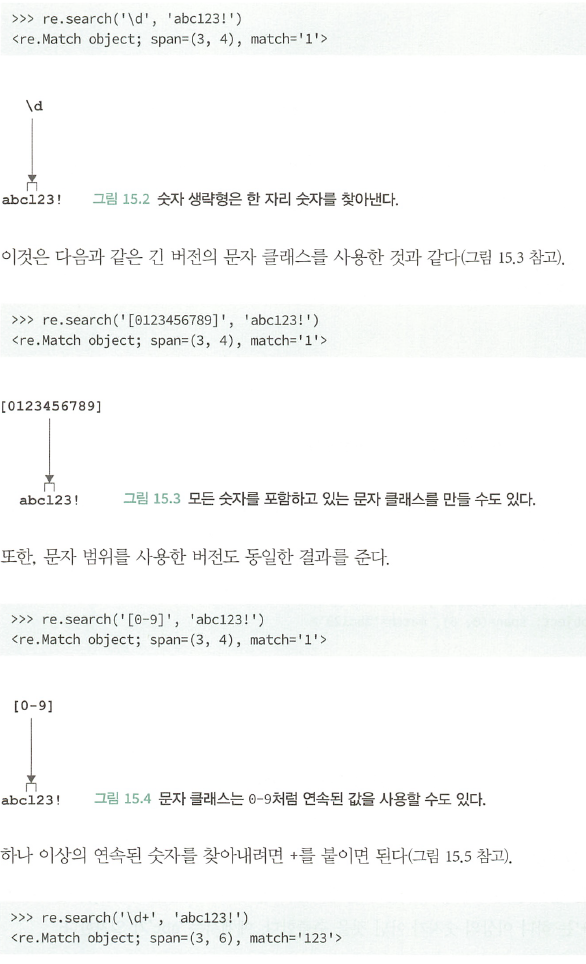 >>> re.search('\d', 'abc123!')
<re.Match object; span=(3, 4), match='1'>
\d
abc123!
그림 15.2 숫자 생략형은 한 자리 숫자를 찾아낸다.
이것은 다음과 같은 긴 버전의 문자 클래스를 사용한 것과 같다(그림 15.3 참고).
>>> re.search('[0123456789]', 'abc123!')
<re.Match object; span=(3, 4), match='1'>
[0123456789]
abc123!
그림 15.3 모든 숫자를 포함하고 있는 문자 클래스를 만들 수도 있다.
또한, 문자 범위를 사용한 버전도 동일한 결과를 준다.
>>> re.search('[0-9]', 'abc123!')
<re.Match object; span=(3, 4), match='1'>
[0-9]
abc123!
그림 15.4 문자 클래스는 0-9처럼 연속된 값을 사용할 수도 있다.
하나 이상의 연속된 숫자를 찾아내려면 +를 붙이면 된다(그림 15.5 참고).
>>> re.search('\d+', 'abc123!')
<re.Match object; span=(3, 6), match='123'>